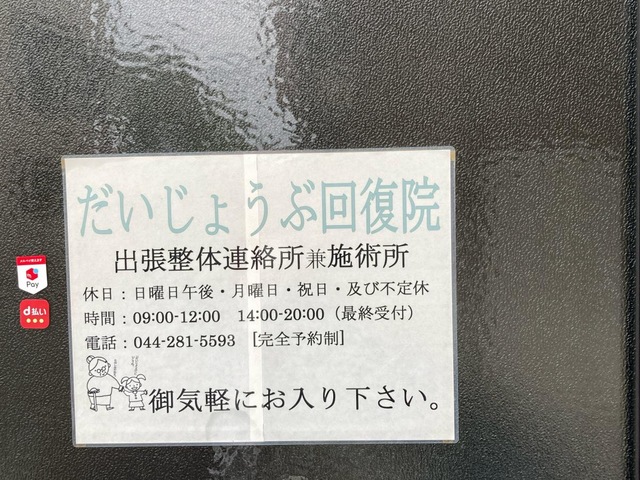 だいじょうぶ回復院
出張整体連絡所兼施術所
休日：日曜日午後・月曜日・祝日・及び不定休
時間：09:00-12:00　14:00-20:00（最終受付）
電話：044-281-5593　[完全予約制]
御気軽にお入り下さい。
Pay
d払い